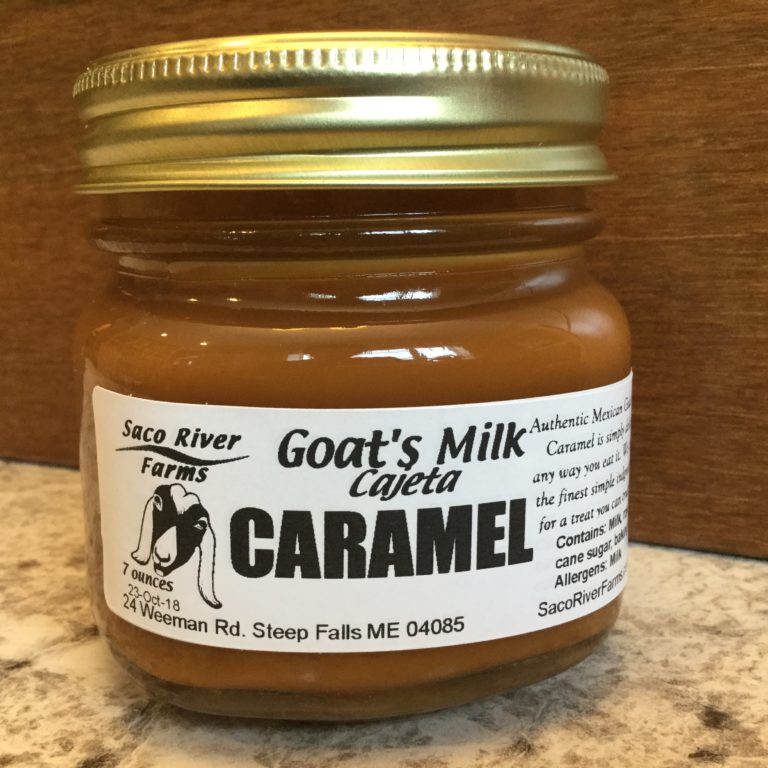 Saco River
Farms
7 ounces
23-Oct-18
24 Weeman Rd. Steep Falls ME 04085
Goat's Milk
Cajeta
CARAMEL
Authentic Mexican
Caramel is simply
any way you eat it.
the finest simple
for a treat you can
Contains: Milk,
cane sugar,
Allergens: Milk
SacoRiverFarms.